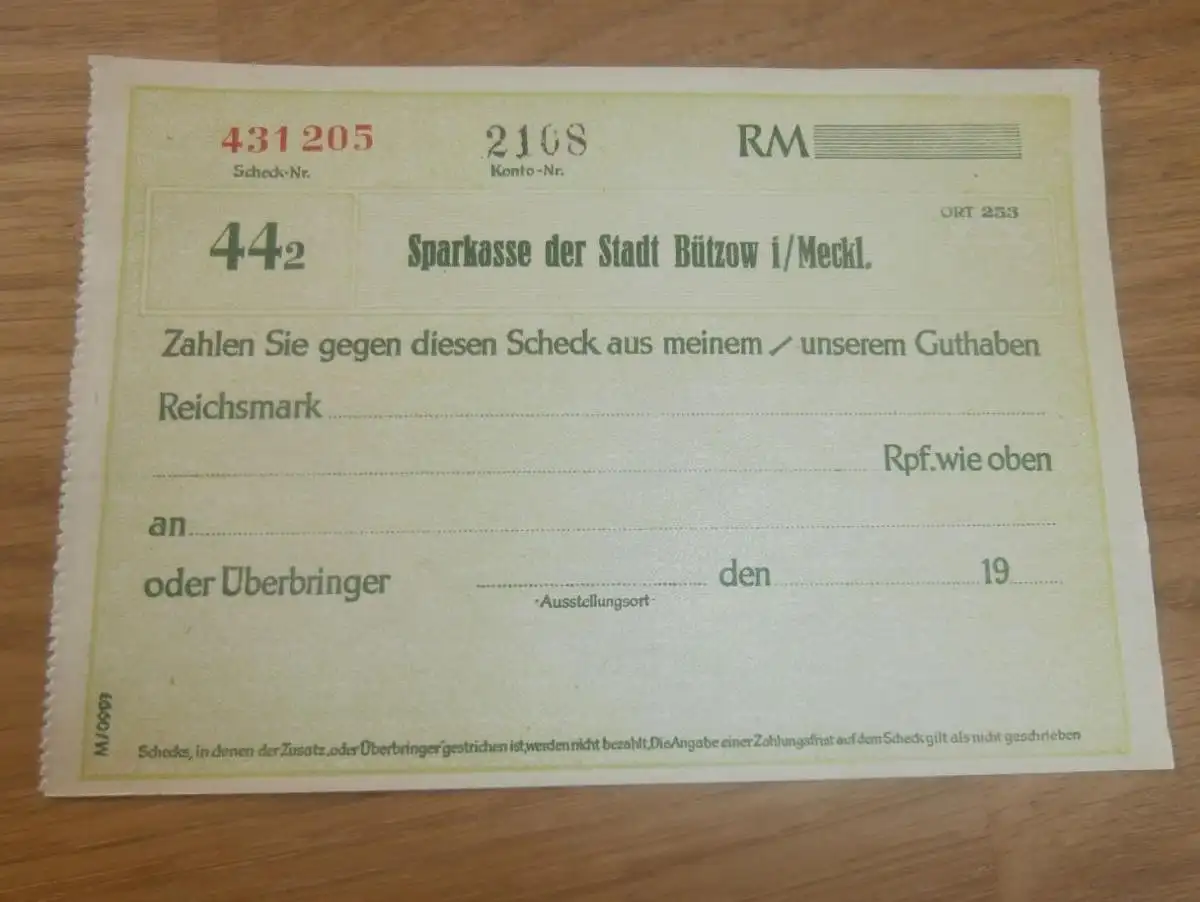 431 205
Scheck-Nr.
2108
Konto-Nr.
RM
ORT 253
44 2
Sparkasse der Stadt Bützow i/Meckl.
Zahlen Sie gegen diesen Scheck aus meinem / unserem Guthaben
Reichsmark
Rpf. wie oben
an
oder Überbringer
den 19
-Ausstellungsort-
Schecks, in denen der Zusatz „oder Überbringer“ gestrichen ist, werden nicht bezahlt, Die Angabe einer Zahlungsfrist auf dem Scheck gilt als nicht geschrieben